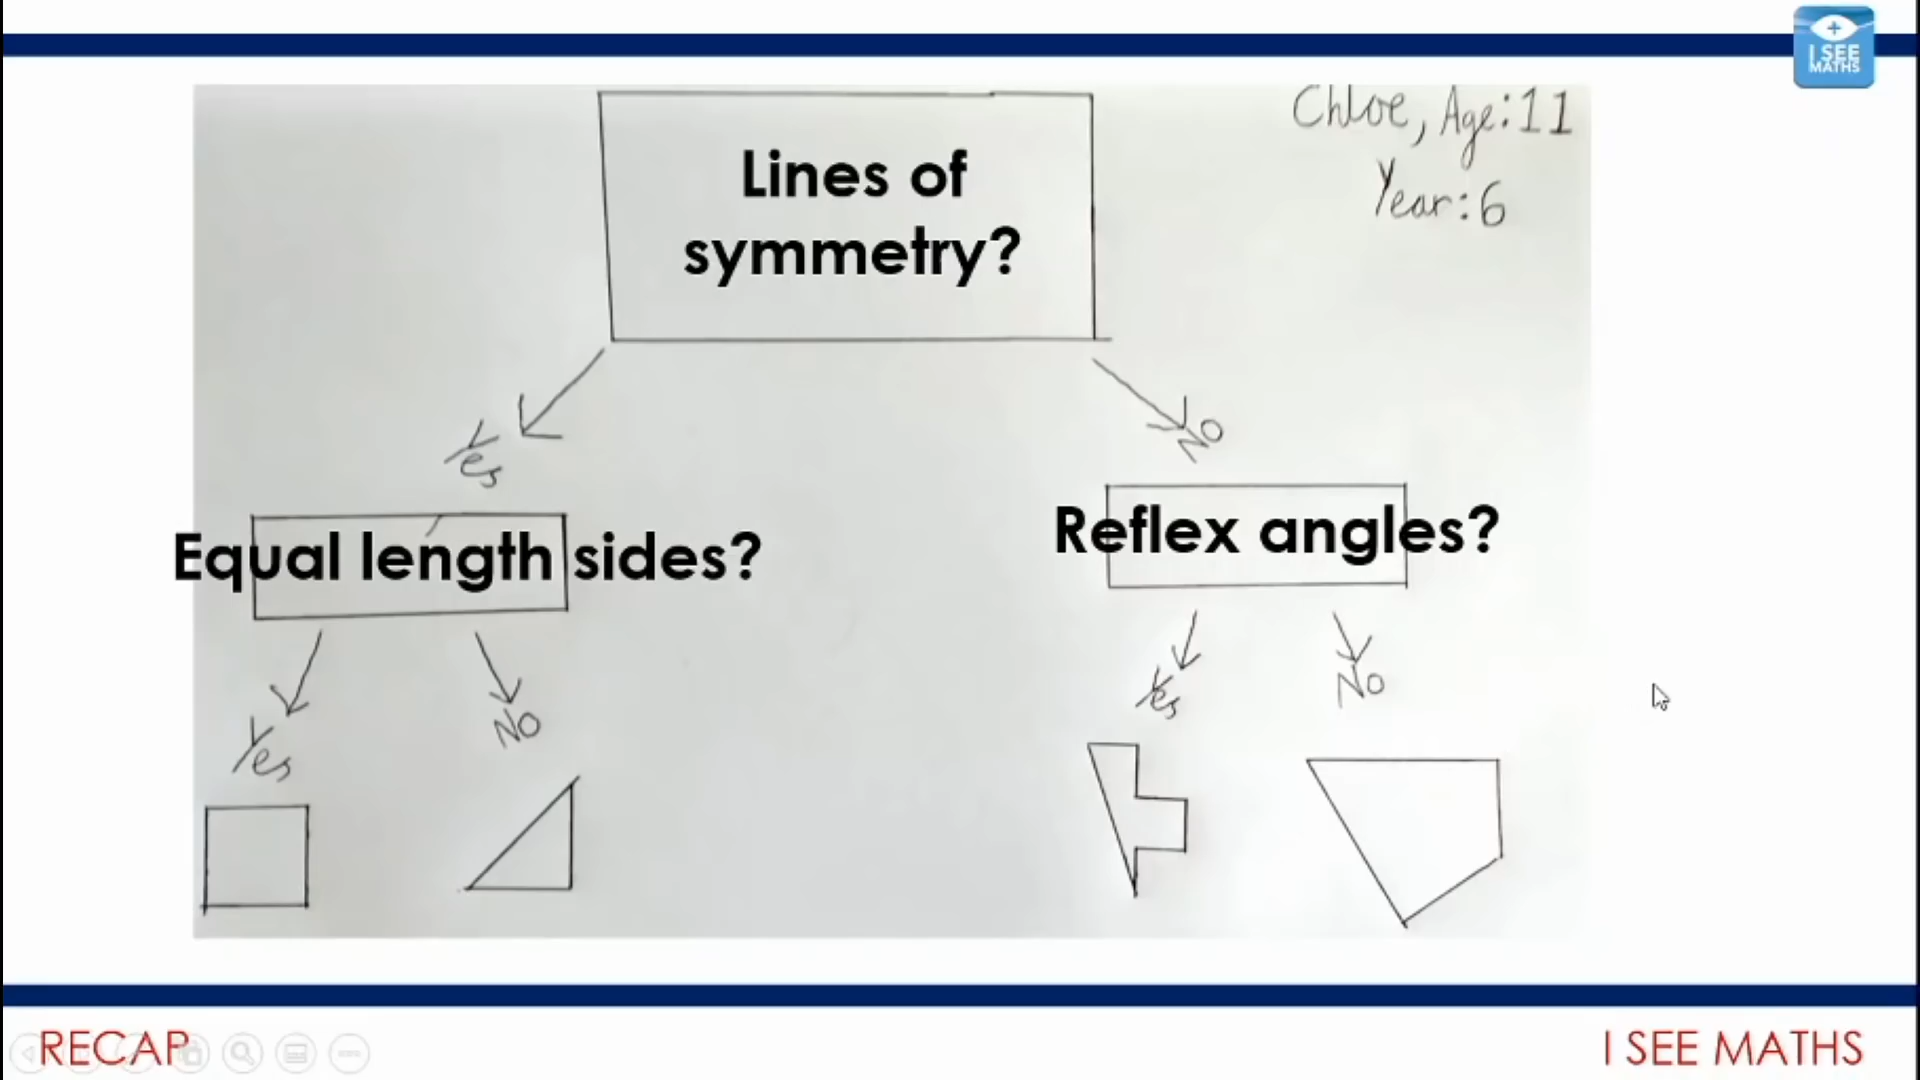 I SEE
MATHS
Chloe, Age: 11
Year: 6
Lines of
symmetry?
Yes
No
Equal length sides?
Reflex angles?
Yes
No
Yes
No
RECAP
I SEE MATHS